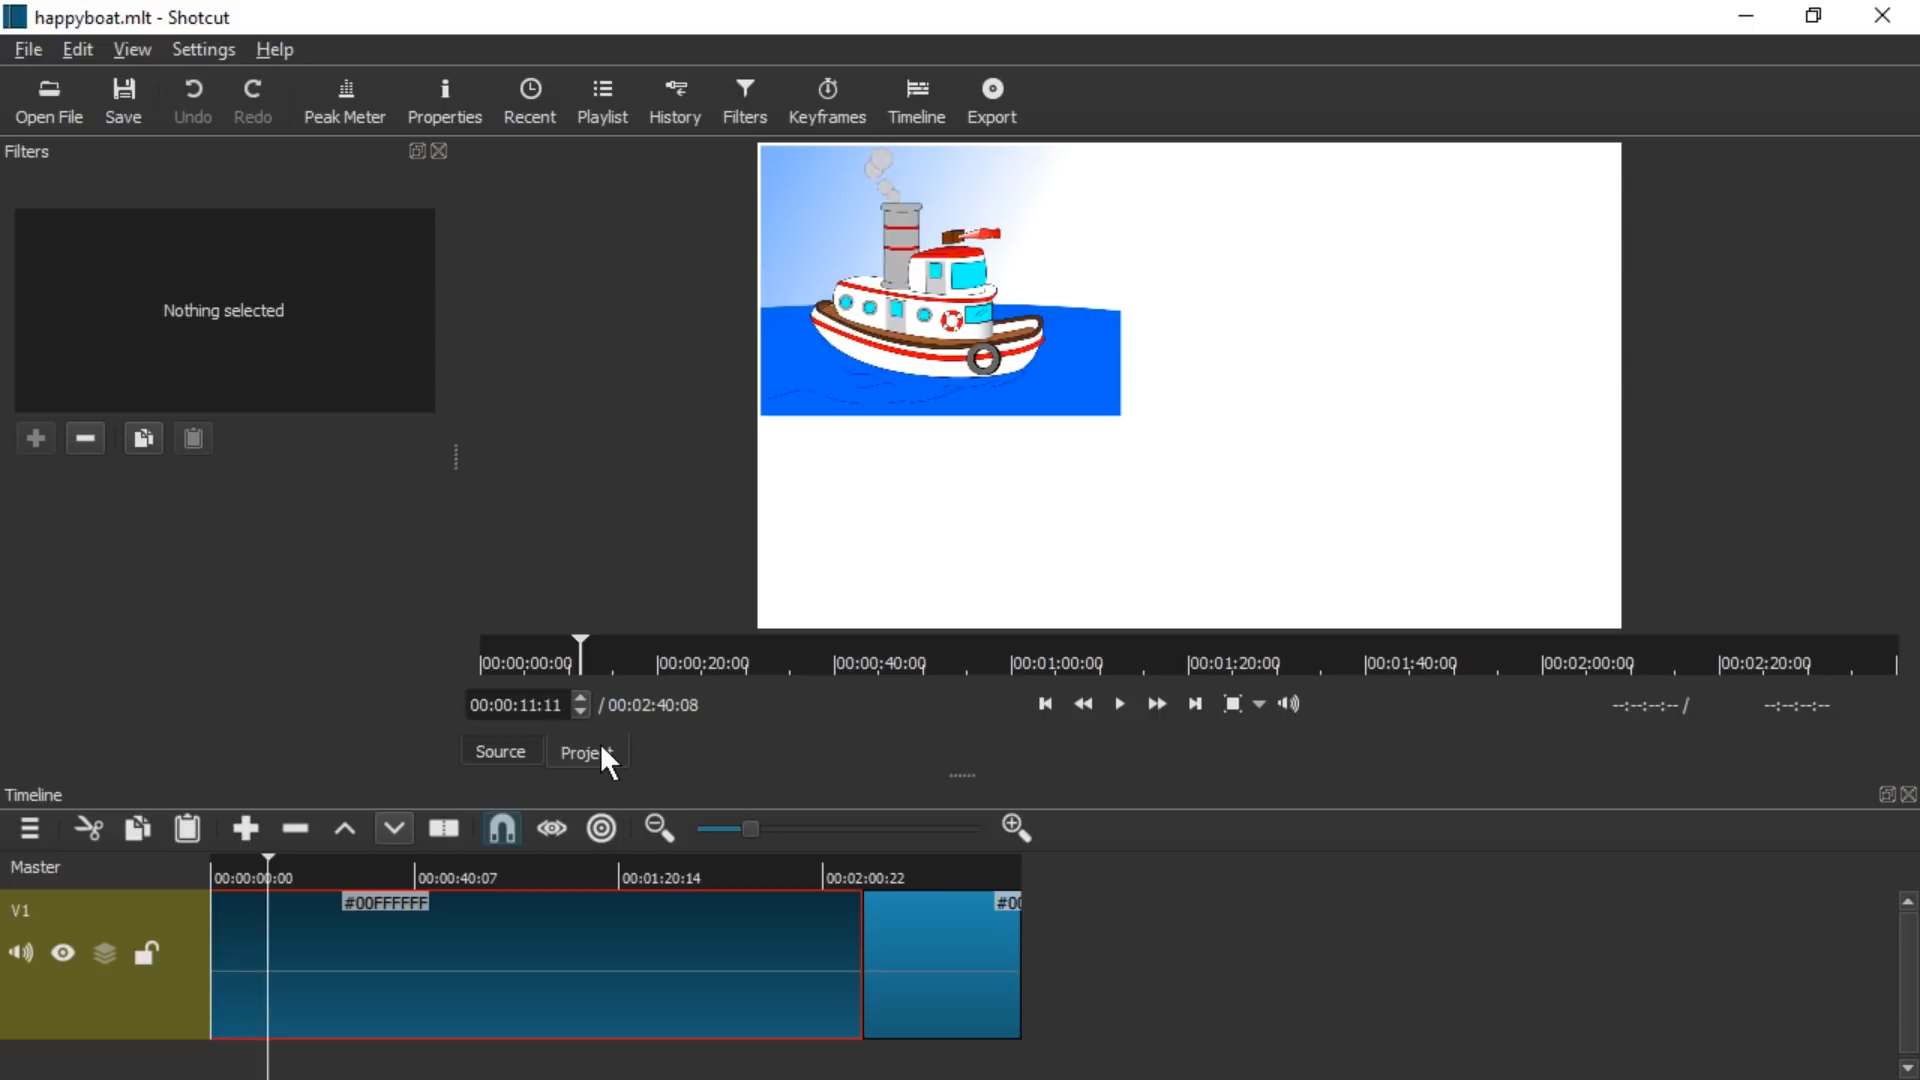 happyboat.mlt - Shotcut
File Edit View Settings Help
Open File Save Undo Redo Peak Meter Properties Recent Playlist History Filters Keyframes Timeline Export
Filters
Nothing selected
00:00:00:00 00:00:20:00 00:00:40:00 00:01:00:00 00:01:20:00 00:01:40:00 00:02:00:00 00:02:20:00
00:00:11:11 / 00:02:40:08 --:--:--:-- / --:--:--:--
Source
Timeline
Master 00:00:00:00 00:00:40:07 00:01:20:14 00:02:00:22
V1 #00FFFFFF #00